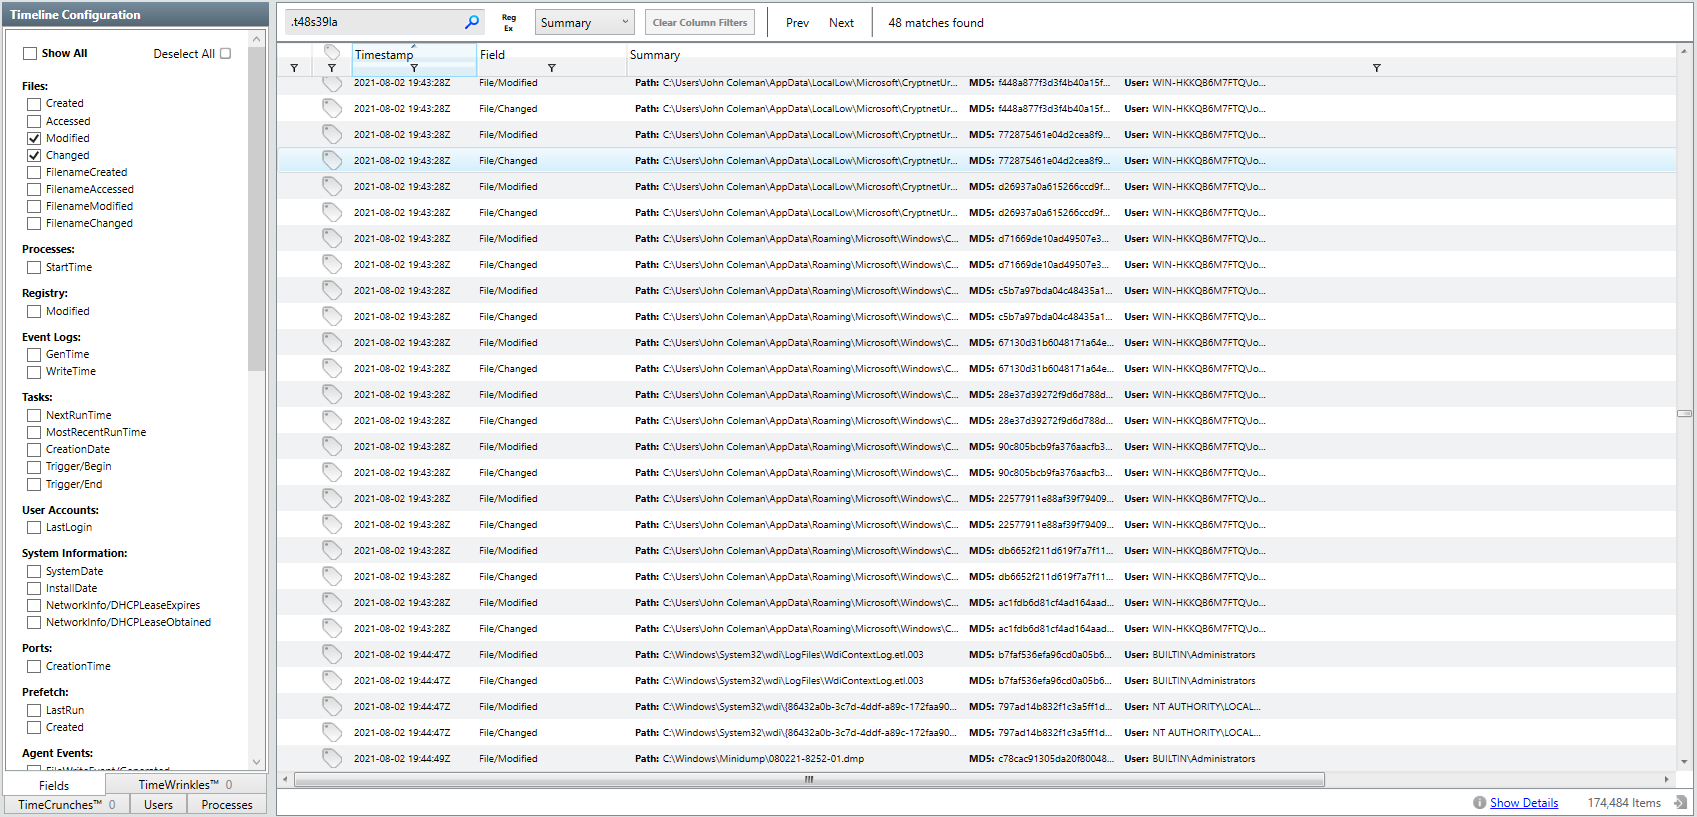 Timeline Configuration
Show All
Deselect All
Files:
Created
Accessed
Modified
Changed
FilenameCreated
FilenameAccessed
FilenameModified
FilenameChanged
Processes:
StartTime
Registry:
Modified
Event Logs:
GenTime
WriteTime
Tasks:
NextRunTime
MostRecentRunTime
CreationDate
Trigger/Begin
Trigger/End
User Accounts:
LastLogin
System Information:
SystemDate
InstallDate
NetworkInfo/DHCPLeaseExpires
NetworkInfo/DHCPLeaseObtained
Ports:
CreationTime
Prefetch:
LastRun
Created
Agent Events:
FileWriteEvent/Generated
Fields
TimeWrinkles™ 0
TimeCrunches™ 0
Users
Processes
.t48s39la
Reg
Ex
Summary
Clear Column Filters
Prev
Next
48 matches found
Timestamp Field Summary
2021-08-02 19:43:28Z File/Modified Path: C:\Users\John Coleman\AppData\LocalLow\Microsoft\CryptnetUr... MD5: f448a877f3d3f4b40a15f... User: WIN-HKKQB6M7FTQ\Jo...
2021-08-02 19:43:28Z File/Changed Path: C:\Users\John Coleman\AppData\LocalLow\Microsoft\CryptnetUr... MD5: f448a877f3d3f4b40a15f... User: WIN-HKKQB6M7FTQ\Jo...
2021-08-02 19:43:28Z File/Modified Path: C:\Users\John Coleman\AppData\LocalLow\Microsoft\CryptnetUr... MD5: 772875461e04d2cea8f9... User: WIN-HKKQB6M7FTQ\Jo...
2021-08-02 19:43:28Z File/Changed Path: C:\Users\John Coleman\AppData\LocalLow\Microsoft\CryptnetUr... MD5: 772875461e04d2cea8f9... User: WIN-HKKQB6M7FTQ\Jo...
2021-08-02 19:43:28Z File/Modified Path: C:\Users\John Coleman\AppData\LocalLow\Microsoft\CryptnetUr... MD5: d26937a0a615266ccd9f... User: WIN-HKKQB6M7FTQ\Jo...
2021-08-02 19:43:28Z File/Changed Path: C:\Users\John Coleman\AppData\LocalLow\Microsoft\CryptnetUr... MD5: d26937a0a615266ccd9f... User: WIN-HKKQB6M7FTQ\Jo...
2021-08-02 19:43:28Z File/Modified Path: C:\Users\John Coleman\AppData\Roaming\Microsoft\Windows\C... MD5: d71669de10ad49507e3... User: WIN-HKKQB6M7FTQ\Jo...
2021-08-02 19:43:28Z File/Changed Path: C:\Users\John Coleman\AppData\Roaming\Microsoft\Windows\C... MD5: d71669de10ad49507e3... User: WIN-HKKQB6M7FTQ\Jo...
2021-08-02 19:43:28Z File/Modified Path: C:\Users\John Coleman\AppData\Roaming\Microsoft\Windows\C... MD5: c5b7a97bda04c48435a1... User: WIN-HKKQB6M7FTQ\Jo...
2021-08-02 19:43:28Z File/Changed Path: C:\Users\John Coleman\AppData\Roaming\Microsoft\Windows\C... MD5: c5b7a97bda04c48435a1... User: WIN-HKKQB6M7FTQ\Jo...
2021-08-02 19:43:28Z File/Modified Path: C:\Users\John Coleman\AppData\Roaming\Microsoft\Windows\C... MD5: 67130d31b6048171a64e... User: WIN-HKKQB6M7FTQ\Jo...
2021-08-02 19:43:28Z File/Changed Path: C:\Users\John Coleman\AppData\Roaming\Microsoft\Windows\C... MD5: 67130d31b6048171a64e... User: WIN-HKKQB6M7FTQ\Jo...
2021-08-02 19:43:28Z File/Modified Path: C:\Users\John Coleman\AppData\Roaming\Microsoft\Windows\C... MD5: 28e37d39272f9d6d788d... User: WIN-HKKQB6M7FTQ\Jo...
2021-08-02 19:43:28Z File/Changed Path: C:\Users\John Coleman\AppData\Roaming\Microsoft\Windows\C... MD5: 28e37d39272f9d6d788d... User: WIN-HKKQB6M7FTQ\Jo...
2021-08-02 19:43:28Z File/Modified Path: C:\Users\John Coleman\AppData\Roaming\Microsoft\Windows\C... MD5: 90c805bcb9fa376aacfb3... User: WIN-HKKQB6M7FTQ\Jo...
2021-08-02 19:43:28Z File/Changed Path: C:\Users\John Coleman\AppData\Roaming\Microsoft\Windows\C... MD5: 90c805bcb9fa376aacfb3... User: WIN-HKKQB6M7FTQ\Jo...
2021-08-02 19:43:28Z File/Modified Path: C:\Users\John Coleman\AppData\Roaming\Microsoft\Windows\C... MD5: 22577911e88af39f79409... User: WIN-HKKQB6M7FTQ\Jo...
2021-08-02 19:43:28Z File/Changed Path: C:\Users\John Coleman\AppData\Roaming\Microsoft\Windows\C... MD5: 22577911e88af39f79409... User: WIN-HKKQB6M7FTQ\Jo...
2021-08-02 19:43:28Z File/Modified Path: C:\Users\John Coleman\AppData\Roaming\Microsoft\Windows\C... MD5: db6652f211d619f7a7f11... User: WIN-HKKQB6M7FTQ\Jo...
2021-08-02 19:43:28Z File/Changed Path: C:\Users\John Coleman\AppData\Roaming\Microsoft\Windows\C... MD5: db6652f211d619f7a7f11... User: WIN-HKKQB6M7FTQ\Jo...
2021-08-02 19:43:28Z File/Modified Path: C:\Users\John Coleman\AppData\Roaming\Microsoft\Windows\C... MD5: ac1fdb6d81cf4ad164aad... User: WIN-HKKQB6M7FTQ\Jo...
2021-08-02 19:43:28Z File/Changed Path: C:\Users\John Coleman\AppData\Roaming\Microsoft\Windows\C... MD5: ac1fdb6d81cf4ad164aad... User: WIN-HKKQB6M7FTQ\Jo...
2021-08-02 19:44:47Z File/Modified Path: C:\Windows\System32\wdi\LogFiles\WdiContextLog.etl.003 MD5: b7faf536efa96cd0a05b6... User: BUILTIN\Administrators
2021-08-02 19:44:47Z File/Changed Path: C:\Windows\System32\wdi\LogFiles\WdiContextLog.etl.003 MD5: b7faf536efa96cd0a05b6... User: BUILTIN\Administrators
2021-08-02 19:44:47Z File/Modified Path: C:\Windows\System32\wdi\{86432a0b-3c7d-4ddf-a89c-172faa90... MD5: 797ad14b832f1c3a5ff1d... User: NT AUTHORITY\LOCAL...
2021-08-02 19:44:47Z File/Changed Path: C:\Windows\System32\wdi\{86432a0b-3c7d-4ddf-a89c-172faa90... MD5: 797ad14b832f1c3a5ff1d... User: NT AUTHORITY\LOCAL...
2021-08-02 19:44:49Z File/Modified Path: C:\Windows\Minidump\080221-8252-01.dmp MD5: c78cac91305da20f80048... User: BUILTIN\Administrators
Show Details
174,484 Items